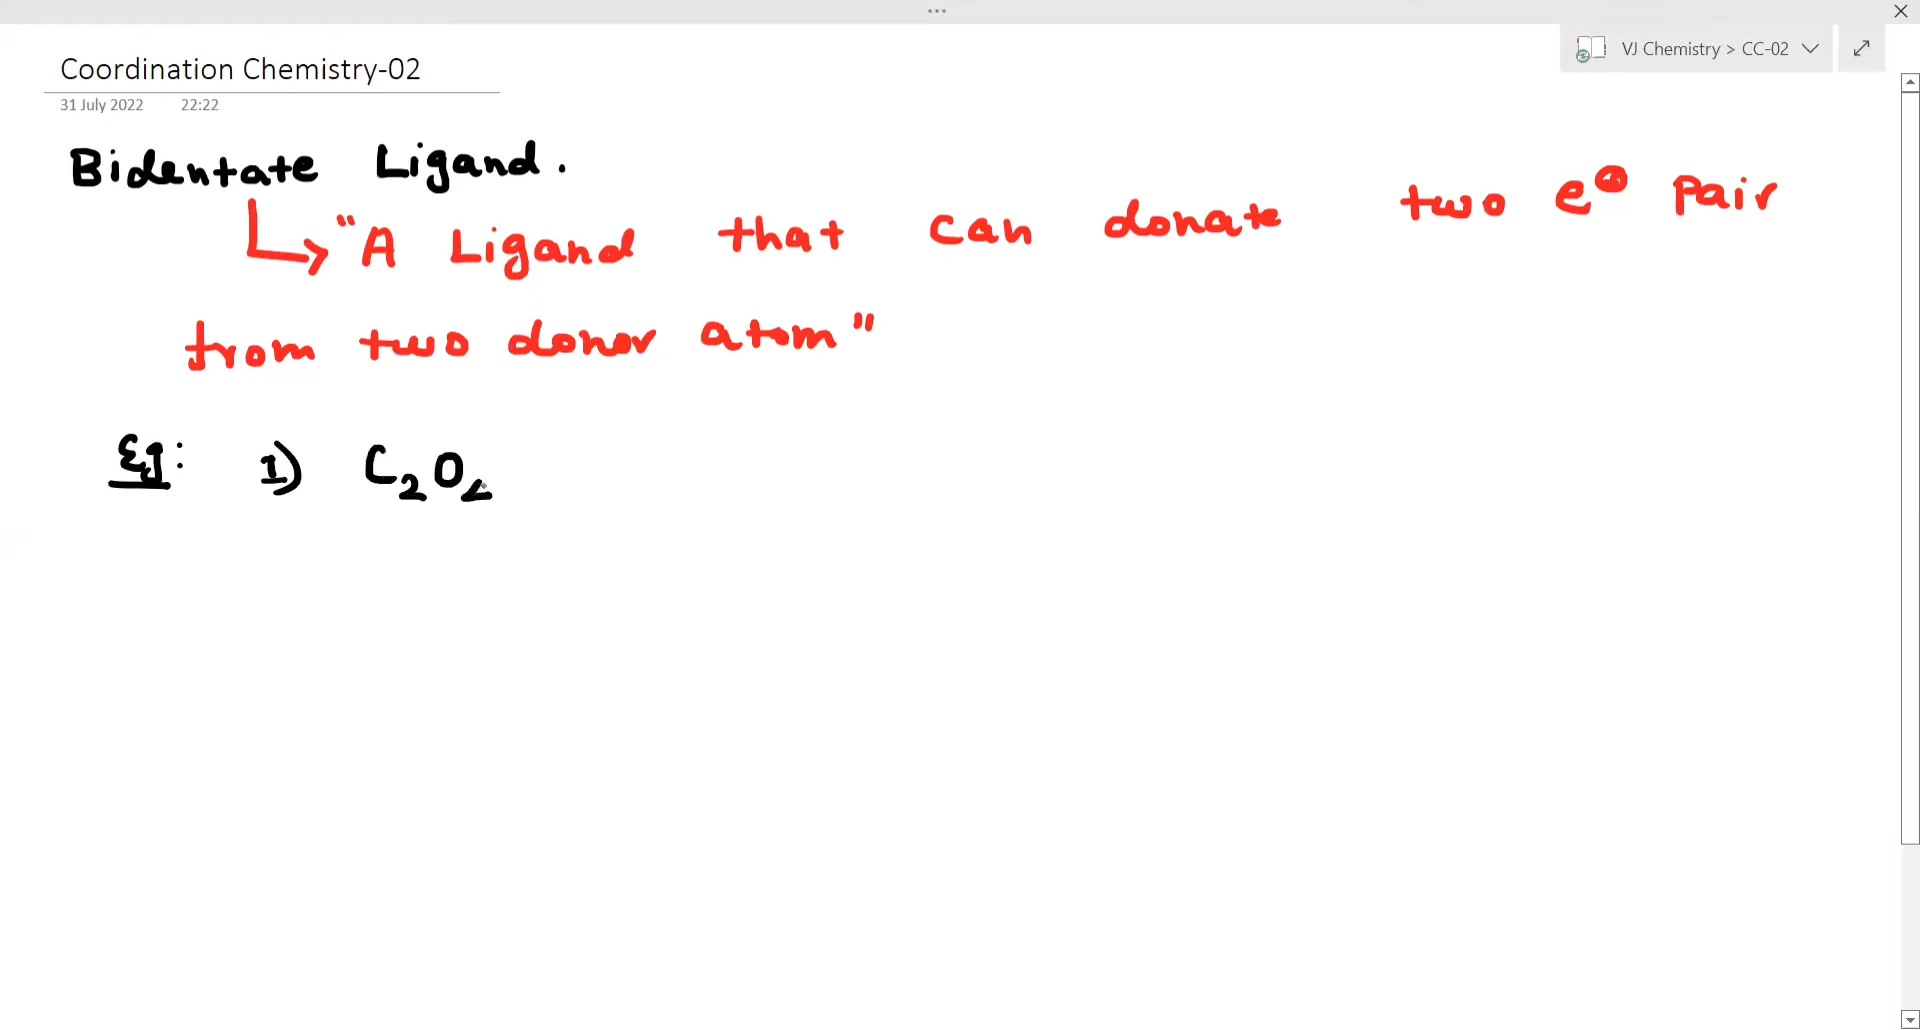 VJ Chemistry > CC-02
Coordination Chemistry-02
31 July 2022 22:22
Bidentate Ligand.
"A Ligand that can donate two e⊖ pair
from two donor atom"
Eg: 1) C₂O₄